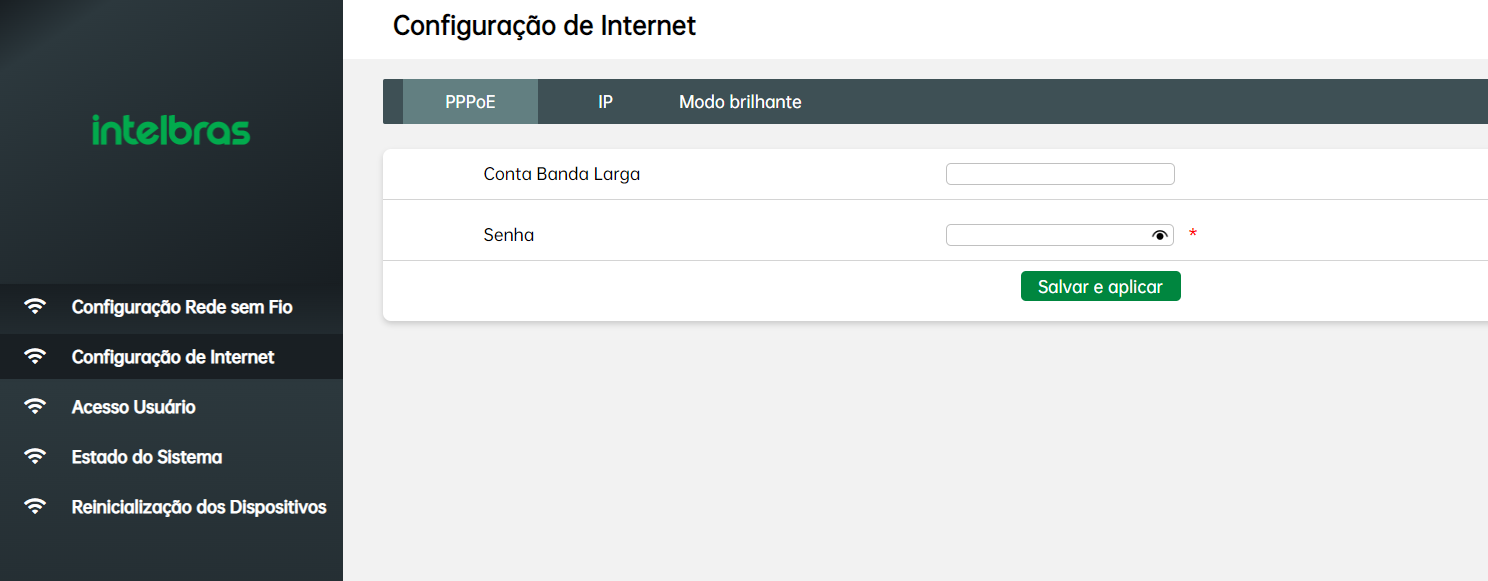 Configuração de Internet
PPPoE IP Modo brilhante
intelbras
Conta Banda Larga
Senha *
Salvar e aplicar
Configuração Rede sem Fio
Configuração de Internet
Acesso Usuário
Estado do Sistema
Reinicialização dos Dispositivos